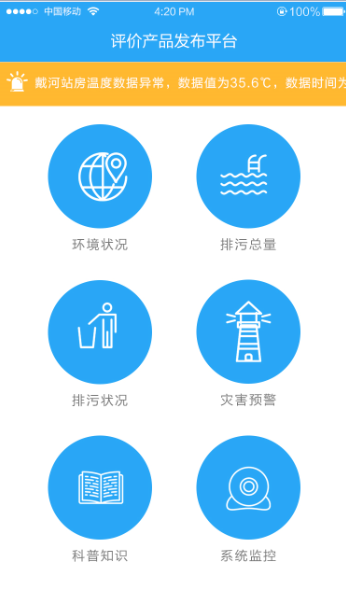 中国移动 4:20 PM 100%
评价产品发布平台
戴河站房温度数据异常，数据值为35.6℃，数据时间为
环境状况 排污总量
排污状况 灾害预警
科普知识 系统监控